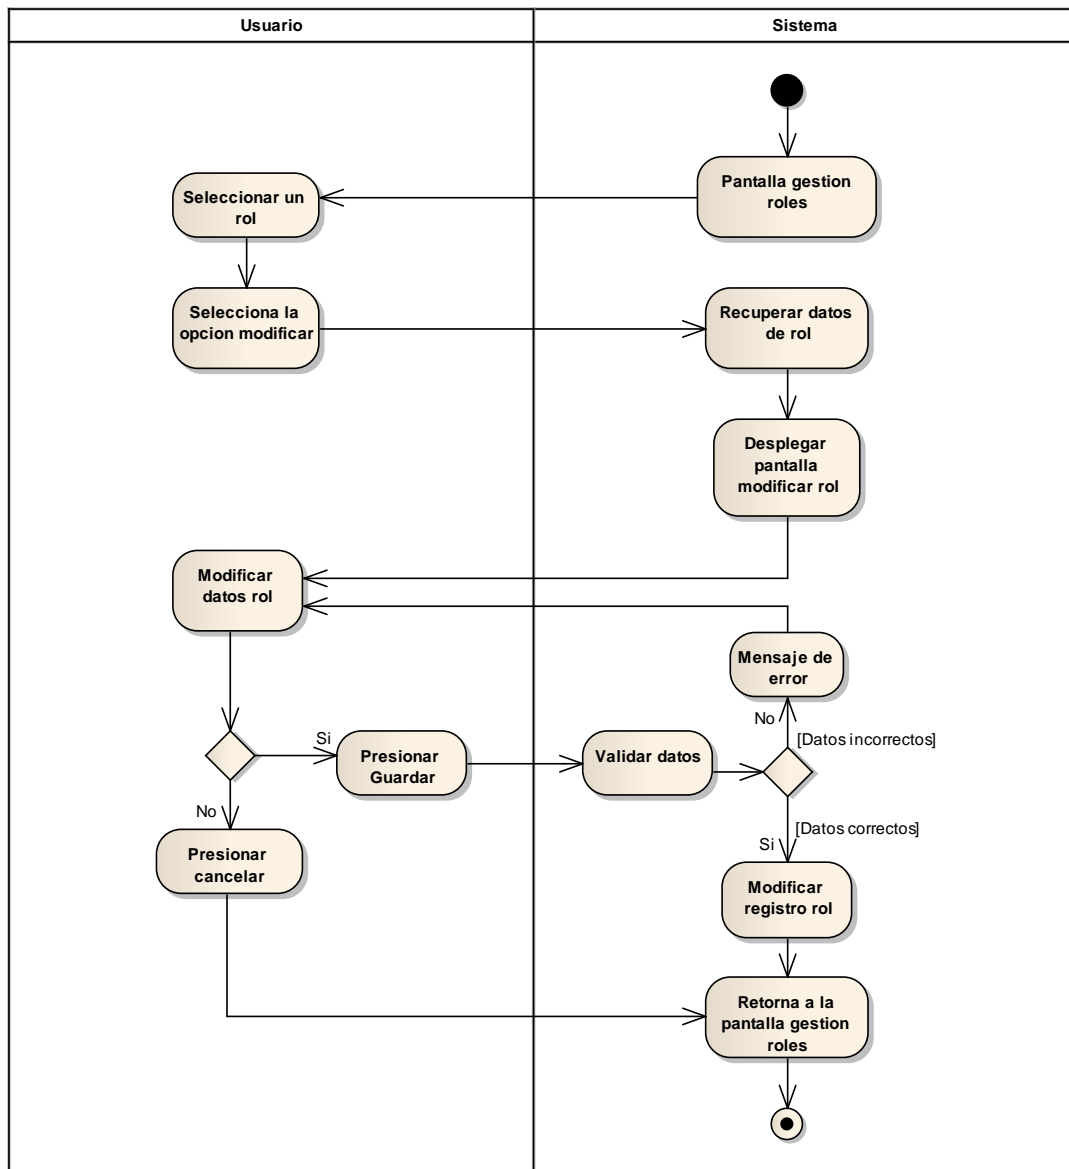 Usuario
Sistema
Pantalla gestion
roles
Seleccionar un
rol
Selecciona la
opcion modificar
Recuperar datos
de rol
Desplegar
pantalla
modificar rol
Modificar
datos rol
Mensaje de
error
No
[Datos incorrectos]
Si
Presionar
Guardar
Validar datos
No
[Datos correctos]
Si
Presionar
cancelar
Modificar
registro rol
Retorna a la
pantalla gestion
roles